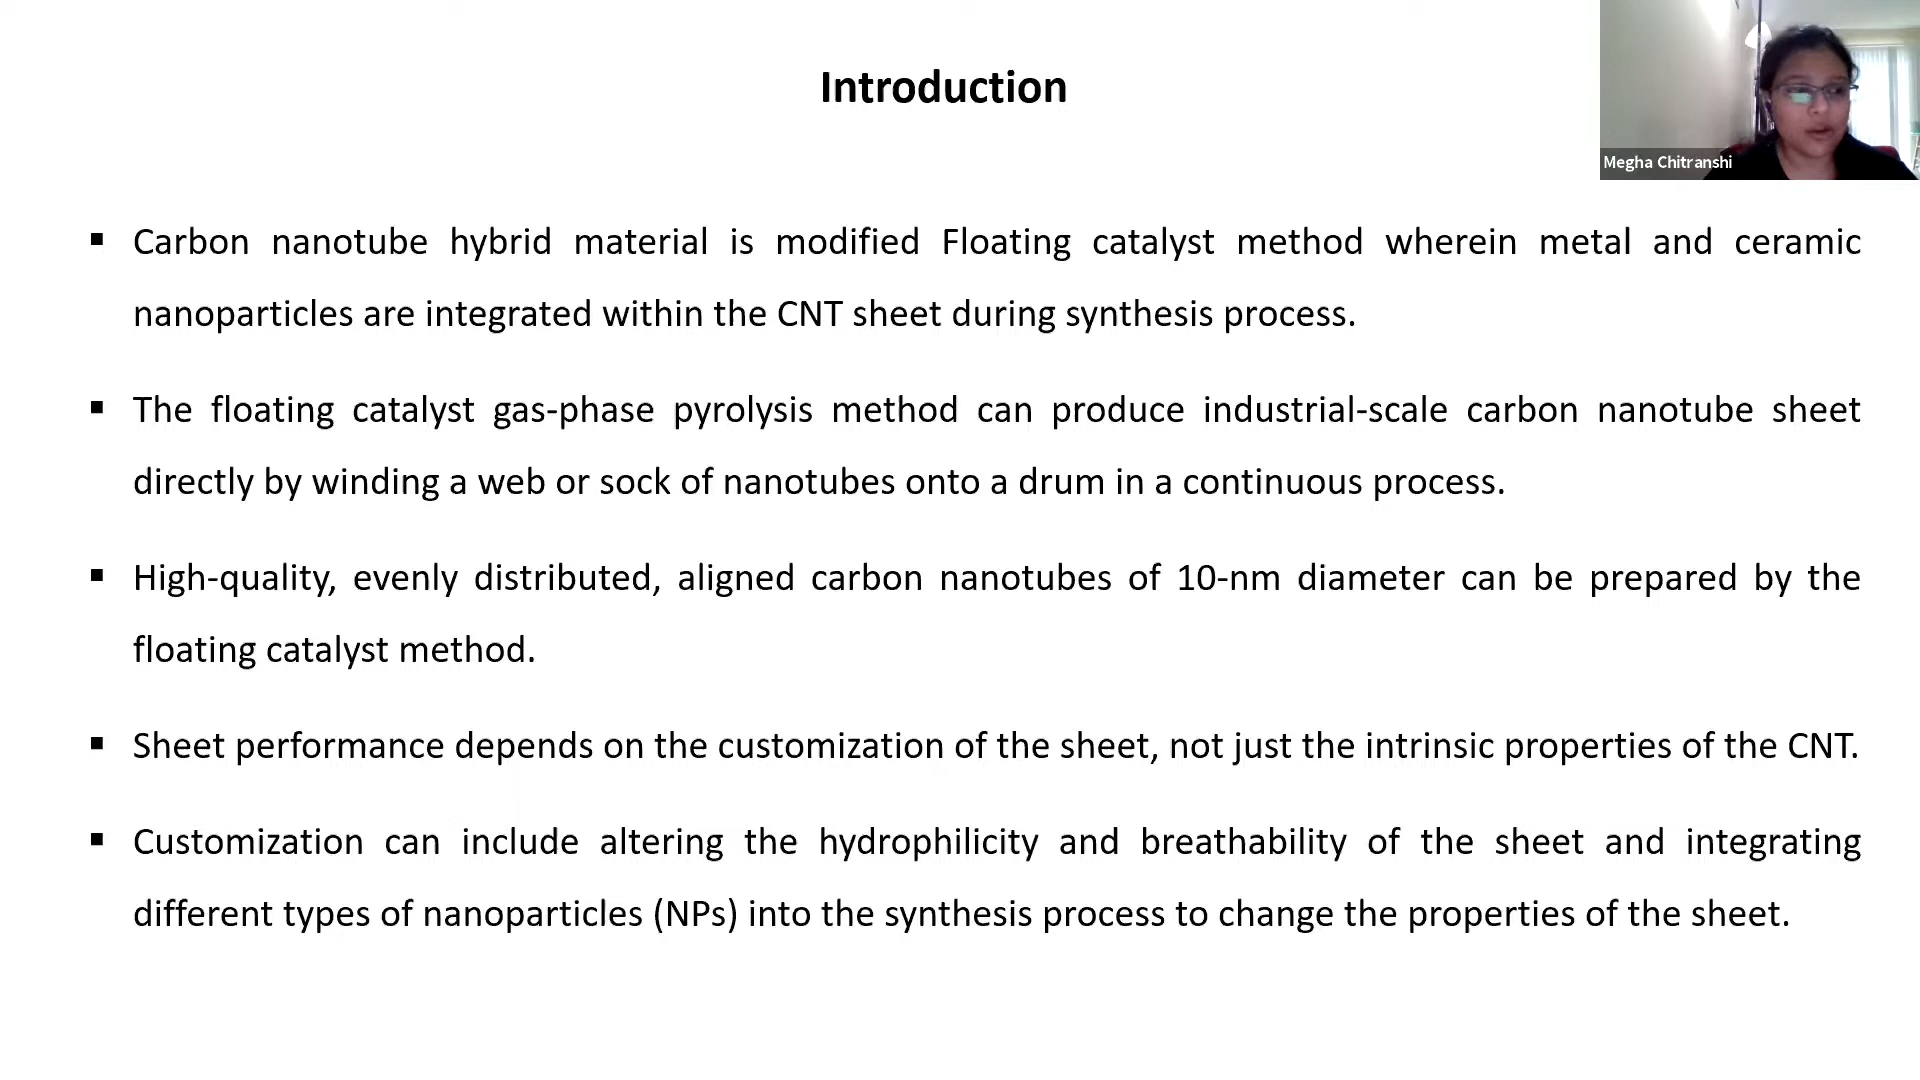 Introduction
Megha Chitranshi
▪ Carbon nanotube hybrid material is modified Floating catalyst method wherein metal and ceramic
nanoparticles are integrated within the CNT sheet during synthesis process.
▪ The floating catalyst gas-phase pyrolysis method can produce industrial-scale carbon nanotube sheet
directly by winding a web or sock of nanotubes onto a drum in a continuous process.
▪ High-quality, evenly distributed, aligned carbon nanotubes of 10-nm diameter can be prepared by the
floating catalyst method.
▪ Sheet performance depends on the customization of the sheet, not just the intrinsic properties of the CNT.
▪ Customization can include altering the hydrophilicity and breathability of the sheet and integrating
different types of nanoparticles (NPs) into the synthesis process to change the properties of the sheet.